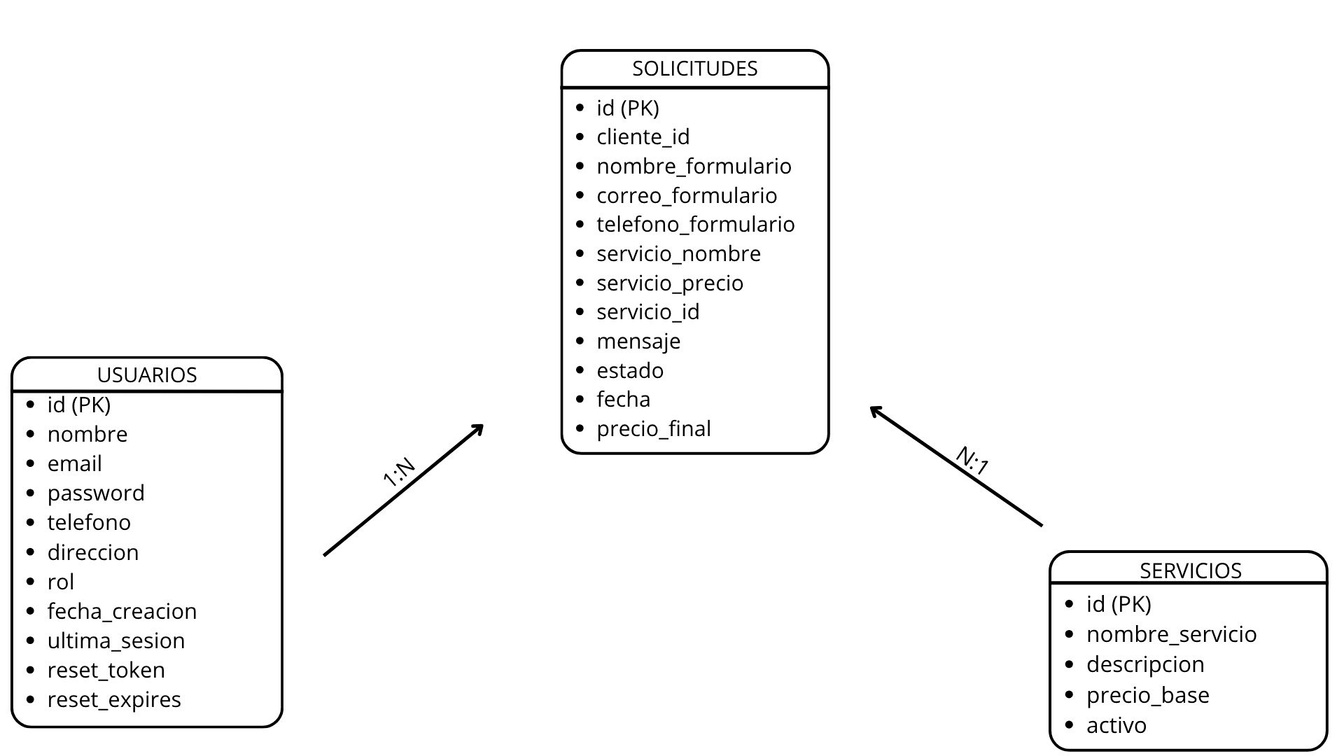 SOLICITUDES
id (PK)
cliente_id
nombre_formulario
correo_formulario
telefono_formulario
servicio_nombre
servicio_precio
servicio_id
mensaje
estado
fecha
precio_final
USUARIOS
id (PK)
nombre
email
password
telefono
direccion
rol
fecha_creacion
ultima_sesion
reset_token
reset_expires
1:N
N:1
SERVICIOS
id (PK)
nombre_servicio
descripcion
precio_base
activo